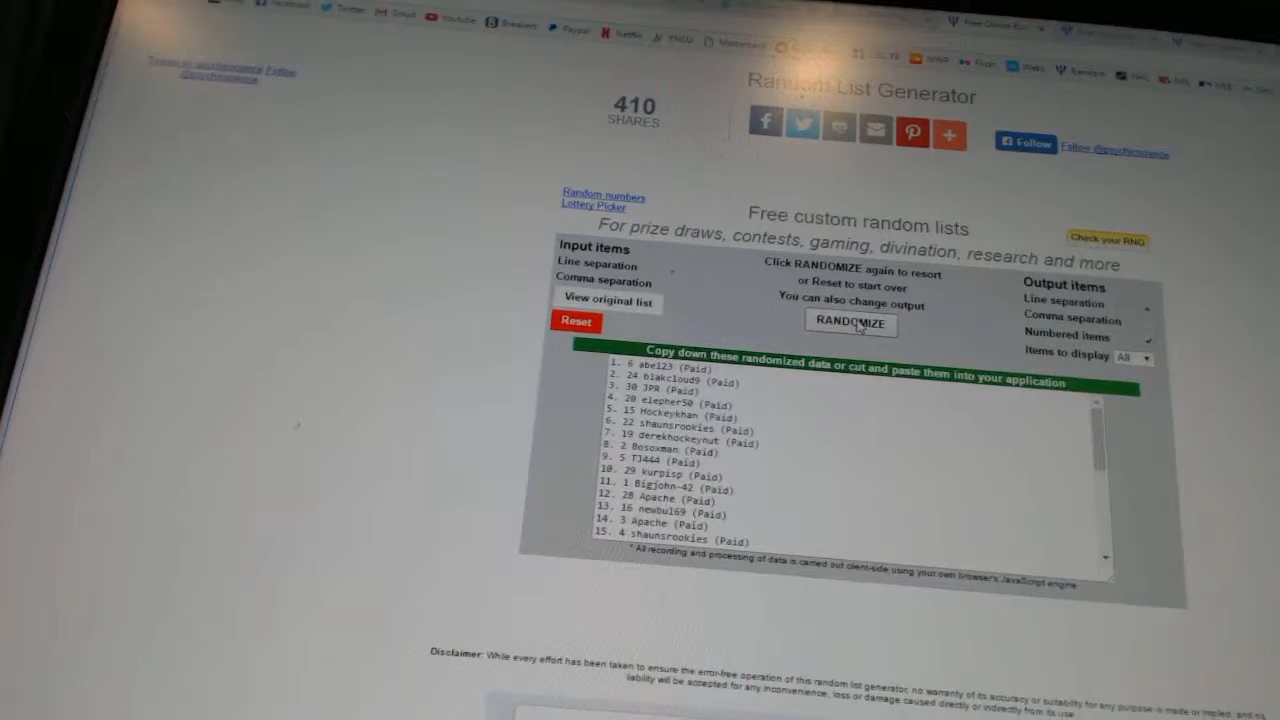 Facebook Twitter Gmail Youtube Breakers Paypal Netflix
Random List Generator
410
SHARES
Follow Follow @psychicscience
Random numbers
Lottery Picker
Free custom random lists
For prize draws, contests, gaming, divination, research and more
Check your RNG
Input items
Line separation
Comma separation
View original list
Reset
Click RANDOMIZE again to resort
or Reset to start over
You can also change output
RANDOMIZE
Output items
Line separation
Comma separation
Numbered items
Items to display All
Copy down these randomized data or cut and paste them into your application
1. 6 abe123 (Paid)
2. 24 blakcloud9 (Paid)
3. 30 JPR (Paid)
4. 20 elepher50 (Paid)
5. 15 Hockeykhan (Paid)
6. 22 shaunsrookies (Paid)
7. 19 derekhockeynut (Paid)
8. 2 Bosoxman (Paid)
9. 5 TJ444 (Paid)
10. 29 kurpisp (Paid)
11. 1 Bigjohn-42 (Paid)
12. 28 Apache (Paid)
13. 16 newbul69 (Paid)
14. 3 Apache (Paid)
15. 4 shaunsrookies (Paid)
* All recording and processing of data is carried out client-side using your own browser's JavaScript engine
Disclaimer: While every effort has been taken to ensure the error-free operation of this random list generator, no warranty of its accuracy or suitability for any purpose is made or implied, and no
liability will be accepted for any inconvenience, loss or damage caused directly or indirectly from its use